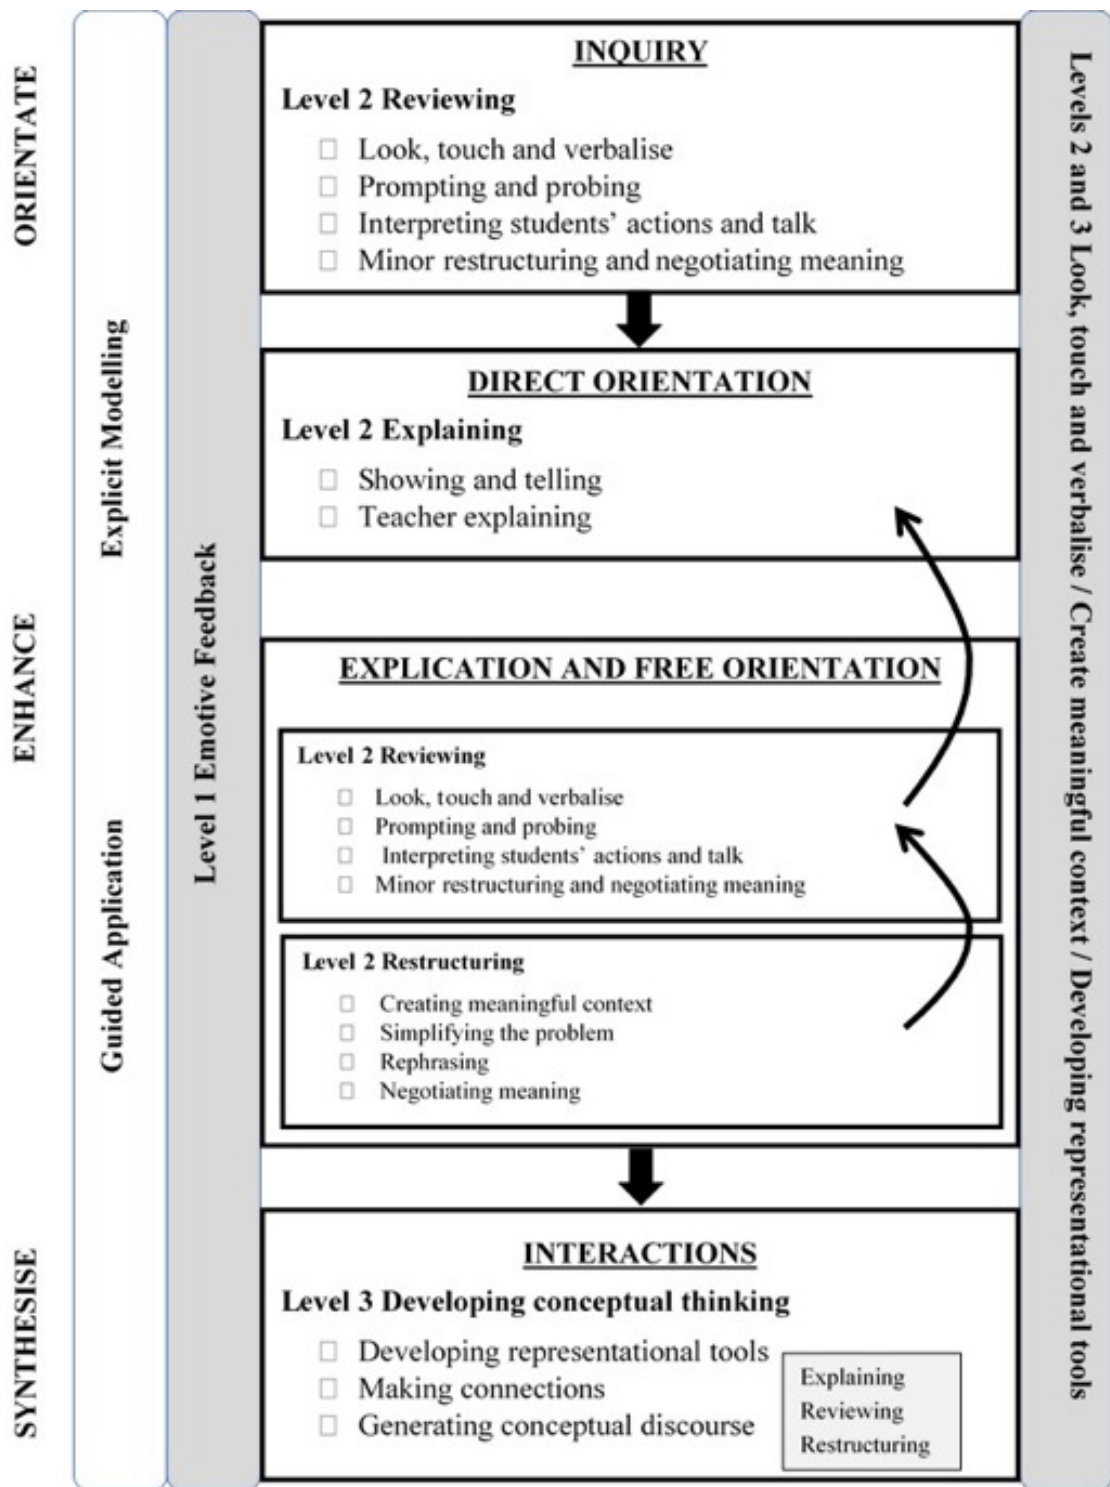 ORIENTATE
ENHANCE
SYNTHESISE
Explicit Modelling
Guided Application
Level 1 Emotive Feedback
INQUIRY
Level 2 Reviewing
Look, touch and verbalise
Prompting and probing
Interpreting students’ actions and talk
Minor restructuring and negotiating meaning
DIRECT ORIENTATION
Level 2 Explaining
Showing and telling
Teacher explaining
EXPLICATION AND FREE ORIENTATION
Level 2 Reviewing
Look, touch and verbalise
Prompting and probing
Interpreting students’ actions and talk
Minor restructuring and negotiating meaning
Level 2 Restructuring
Creating meaningful context
Simplifying the problem
Rephrasing
Negotiating meaning
INTERACTIONS
Level 3 Developing conceptual thinking
Developing representational tools
Making connections
Generating conceptual discourse
Explaining
Reviewing
Restructuring
Levels 2 and 3 Look, touch and verbalise / Create meaningful context / Developing representational tools